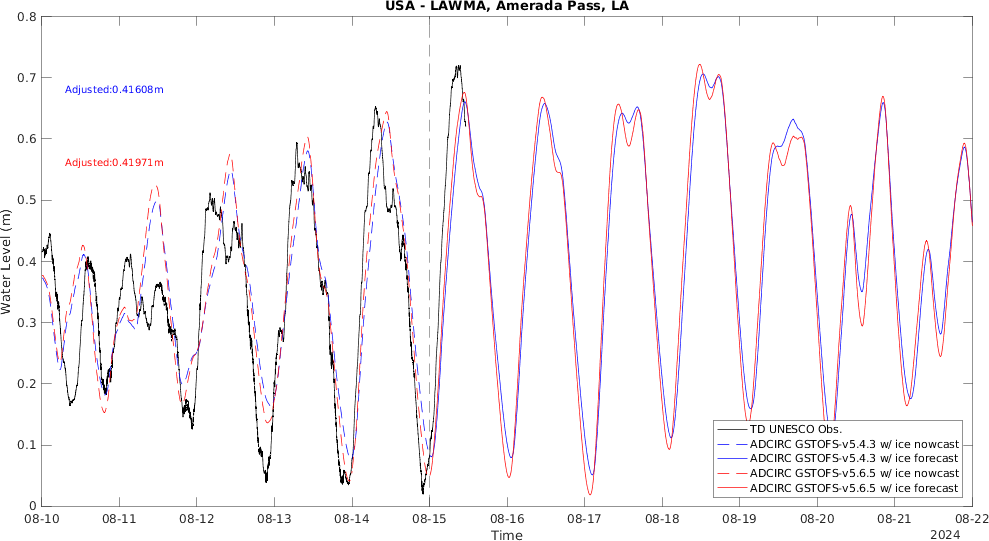 USA - LAWMA, Amerada Pass, LA
0.8
0.7
0.6
0.5
0.4
0.3
0.2
0.1
0
Water Level (m)
Adjusted:0.41608m
Adjusted:0.41971m
TD UNESCO Obs.
ADCIRC GSTOFS-v5.4.3 w/ ice nowcast
ADCIRC GSTOFS-v5.4.3 w/ ice forecast
ADCIRC GSTOFS-v5.6.5 w/ ice nowcast
ADCIRC GSTOFS-v5.6.5 w/ ice forecast
08-10 08-11 08-12 08-13 08-14 08-15 08-16 08-17 08-18 08-19 08-20 08-21 08-22
Time
2024